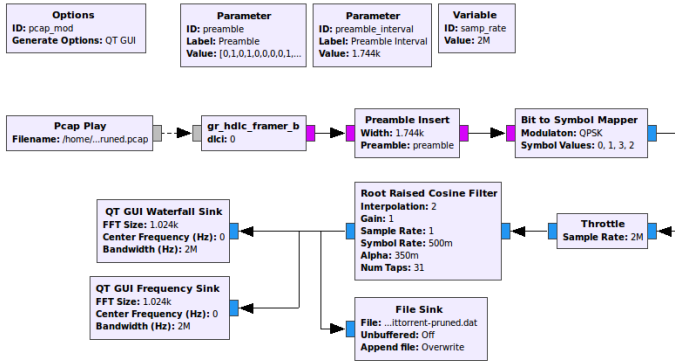 Options
ID: pcap_mod
Generate Options: QT GUI
Parameter
ID: preamble
Label: Preamble
Value: [0,1,0,1,0,0,0,0,1,...
Parameter
ID: preamble_interval
Label: Preamble Interval
Value: 1.744k
Variable
ID: samp_rate
Value: 2M
Pcap Play
Filename: /home/...runed.pcap
gr_hdlc_framer_b
dlci: 0
Preamble Insert
Width: 1.744k
Preamble: preamble
Bit to Symbol Mapper
Modulaton: QPSK
Symbol Values: 0, 1, 3, 2
QT GUI Waterfall Sink
FFT Size: 1.024k
Center Frequency (Hz): 0
Bandwidth (Hz): 2M
Root Raised Cosine Filter
Interpolation: 2
Gain: 1
Sample Rate: 1
Symbol Rate: 500m
Alpha: 350m
Num Taps: 31
Throttle
Sample Rate: 2M
QT GUI Frequency Sink
FFT Size: 1.024k
Center Frequency (Hz): 0
Bandwidth (Hz): 2M
File Sink
File: ...ittorrent-pruned.dat
Unbuffered: Off
Append file: Overwrite